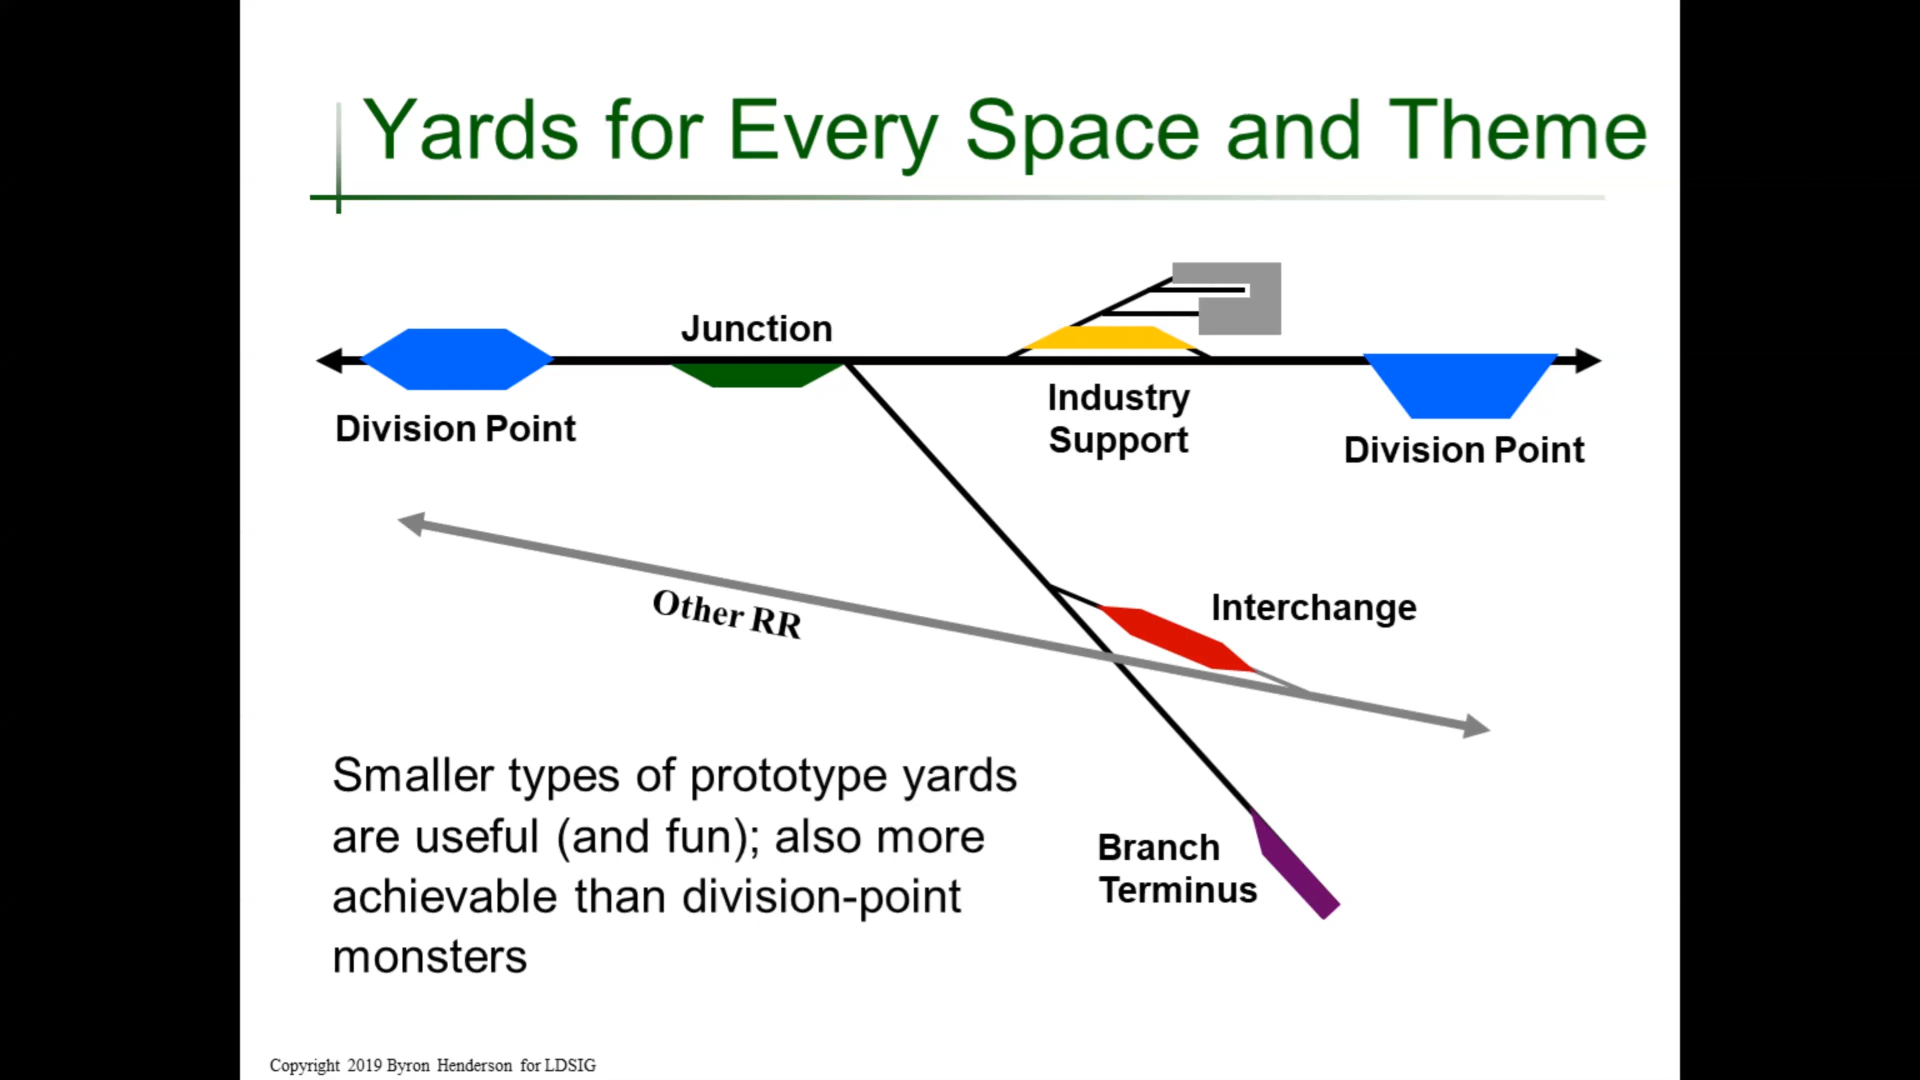 Yards for Every Space and Theme
Junction
Division Point
Industry
Support
Division Point
Other RR
Interchange
Smaller types of prototype yards
are useful (and fun); also more
achievable than division-point
monsters
Branch
Terminus
Copyright 2019 Byron Henderson for LDSIG